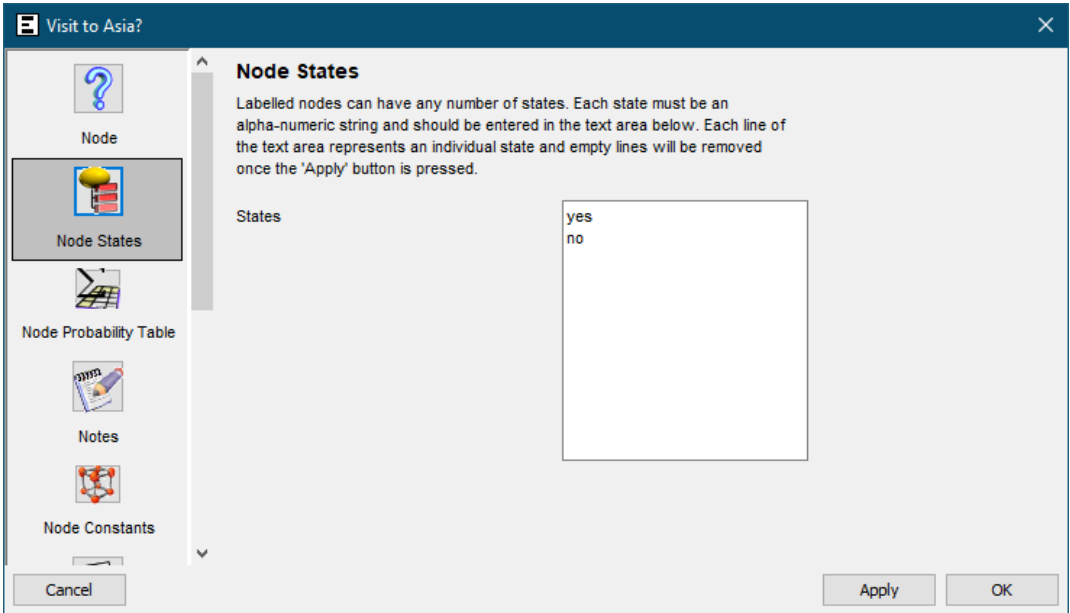 Visit to Asia?
Node
Node States
Node Probability Table
Notes
Node Constants
Node States
Labelled nodes can have any number of states. Each state must be an
alpha-numeric string and should be entered in the text area below. Each line of
the text area represents an individual state and empty lines will be removed
once the 'Apply' button is pressed.
States
yes
no
Cancel
Apply
OK